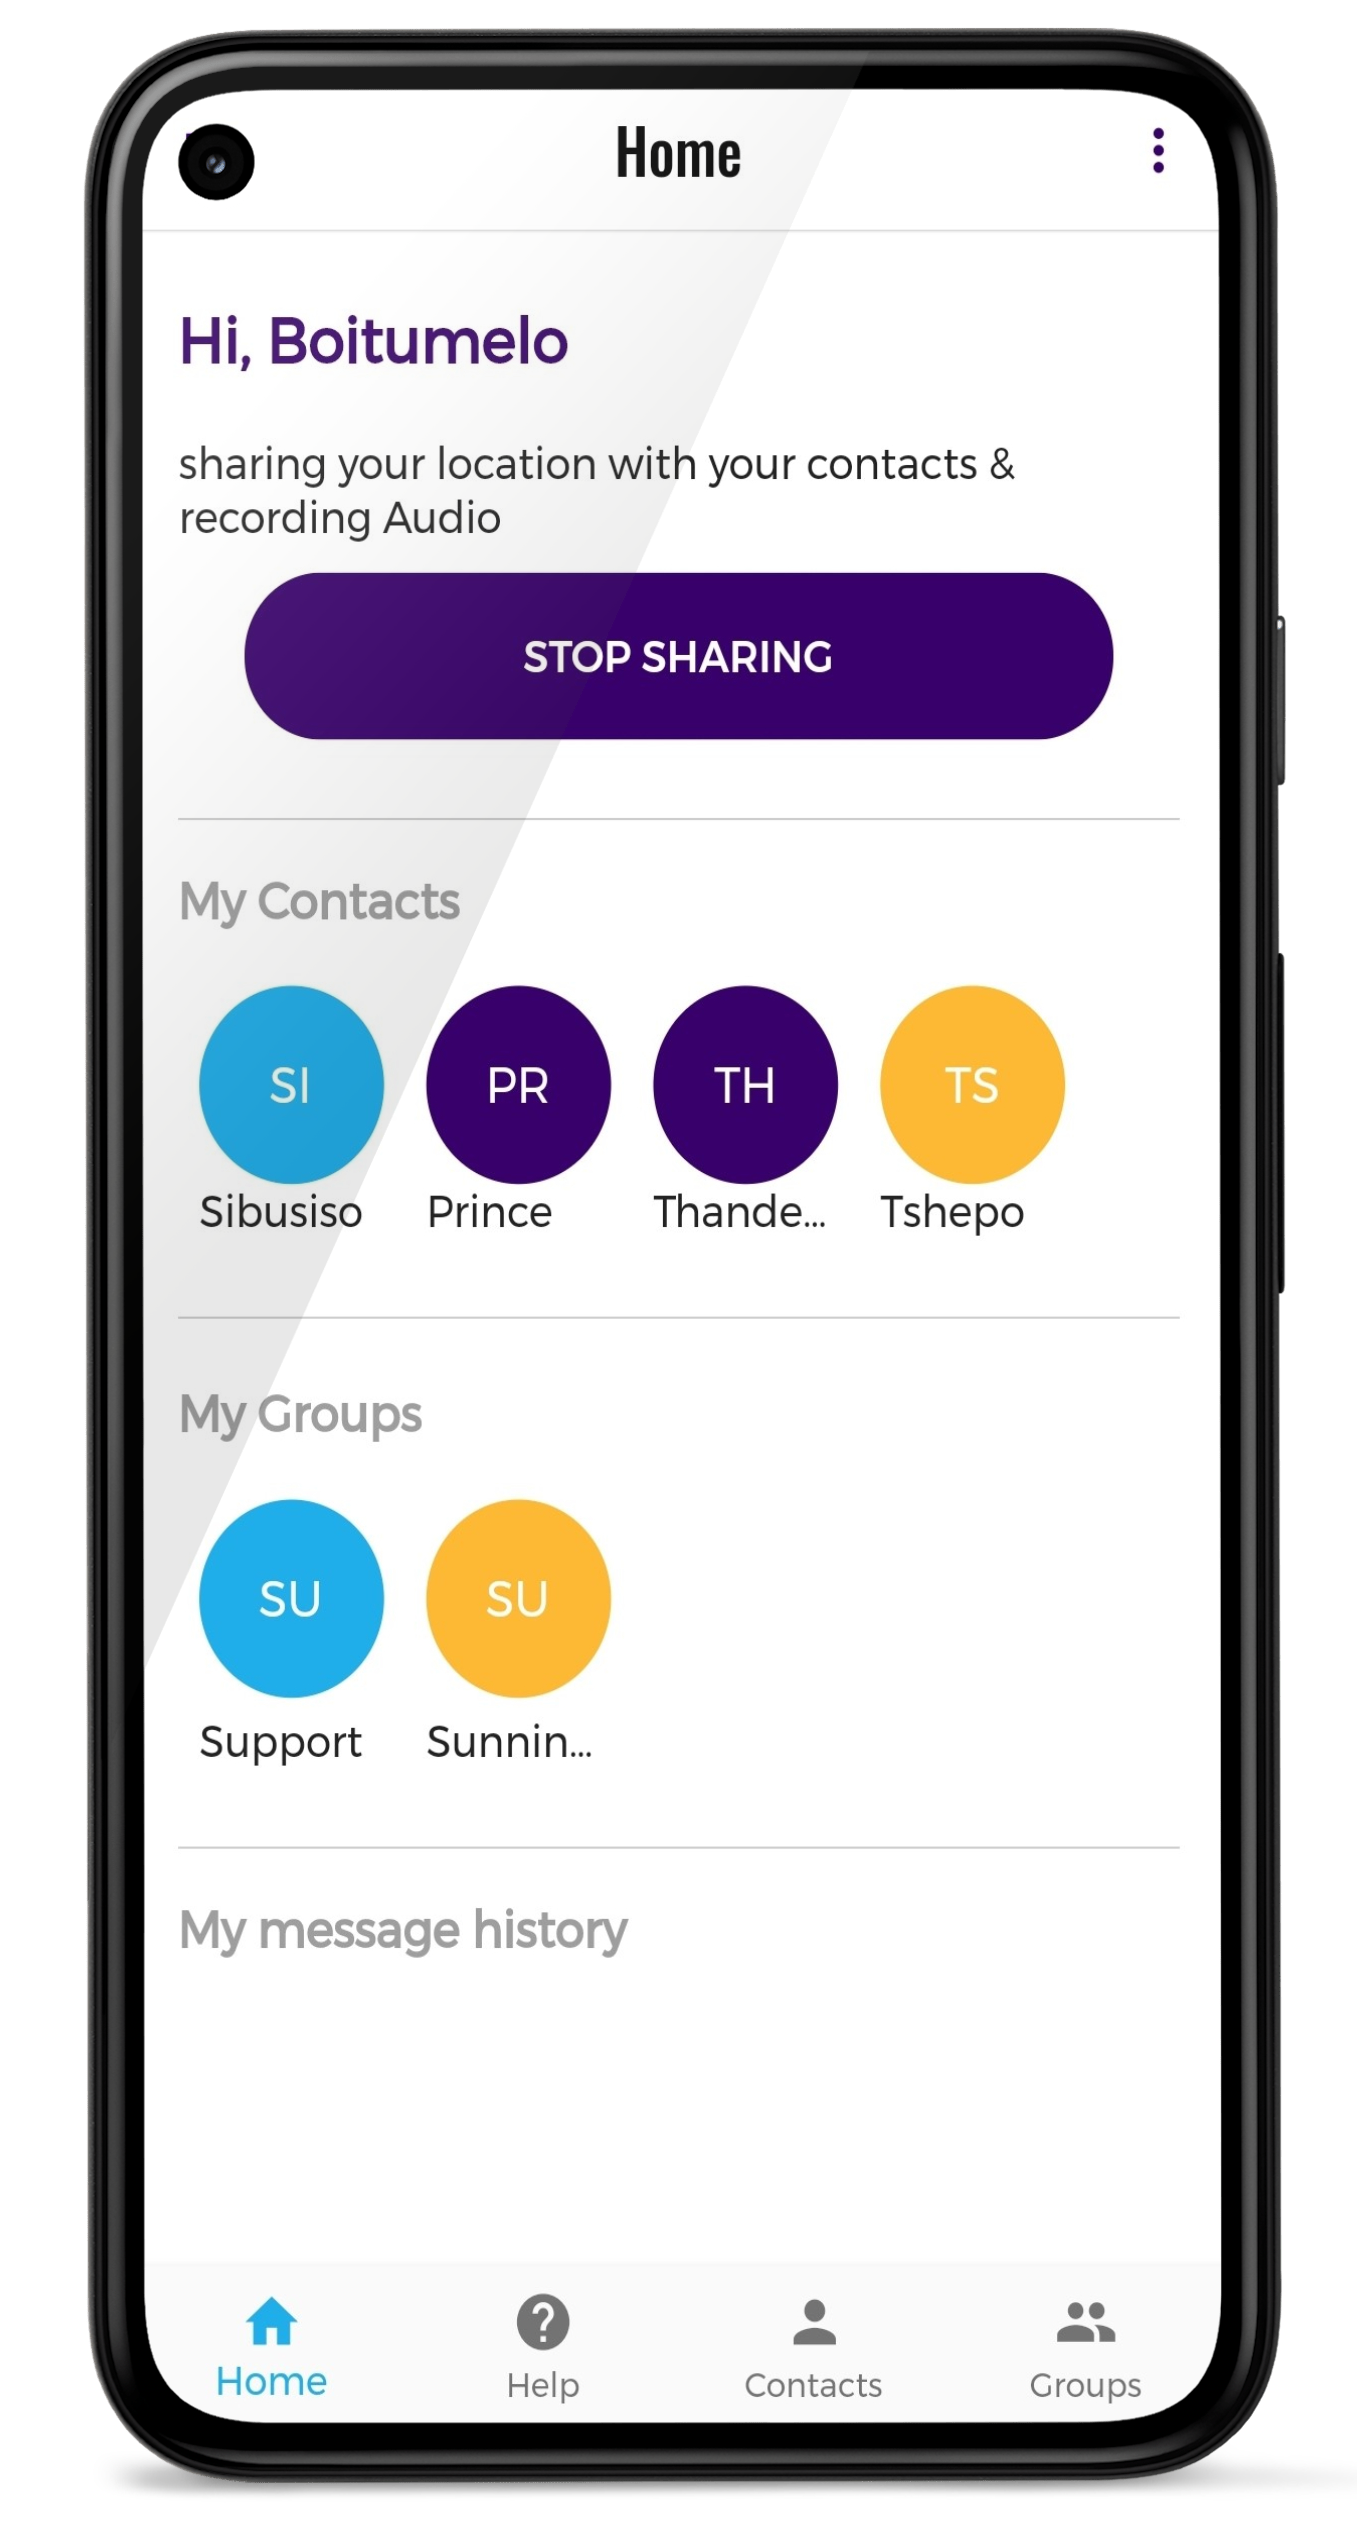 Home
Hi, Boitumelo
sharing your location with your contacts &
recording Audio
STOP SHARING
My Contacts
SI PR TH TS
Sibusiso Prince Thande... Tshepo
My Groups
SU SU
Support Sunnin...
My message history
Home Help Contacts Groups